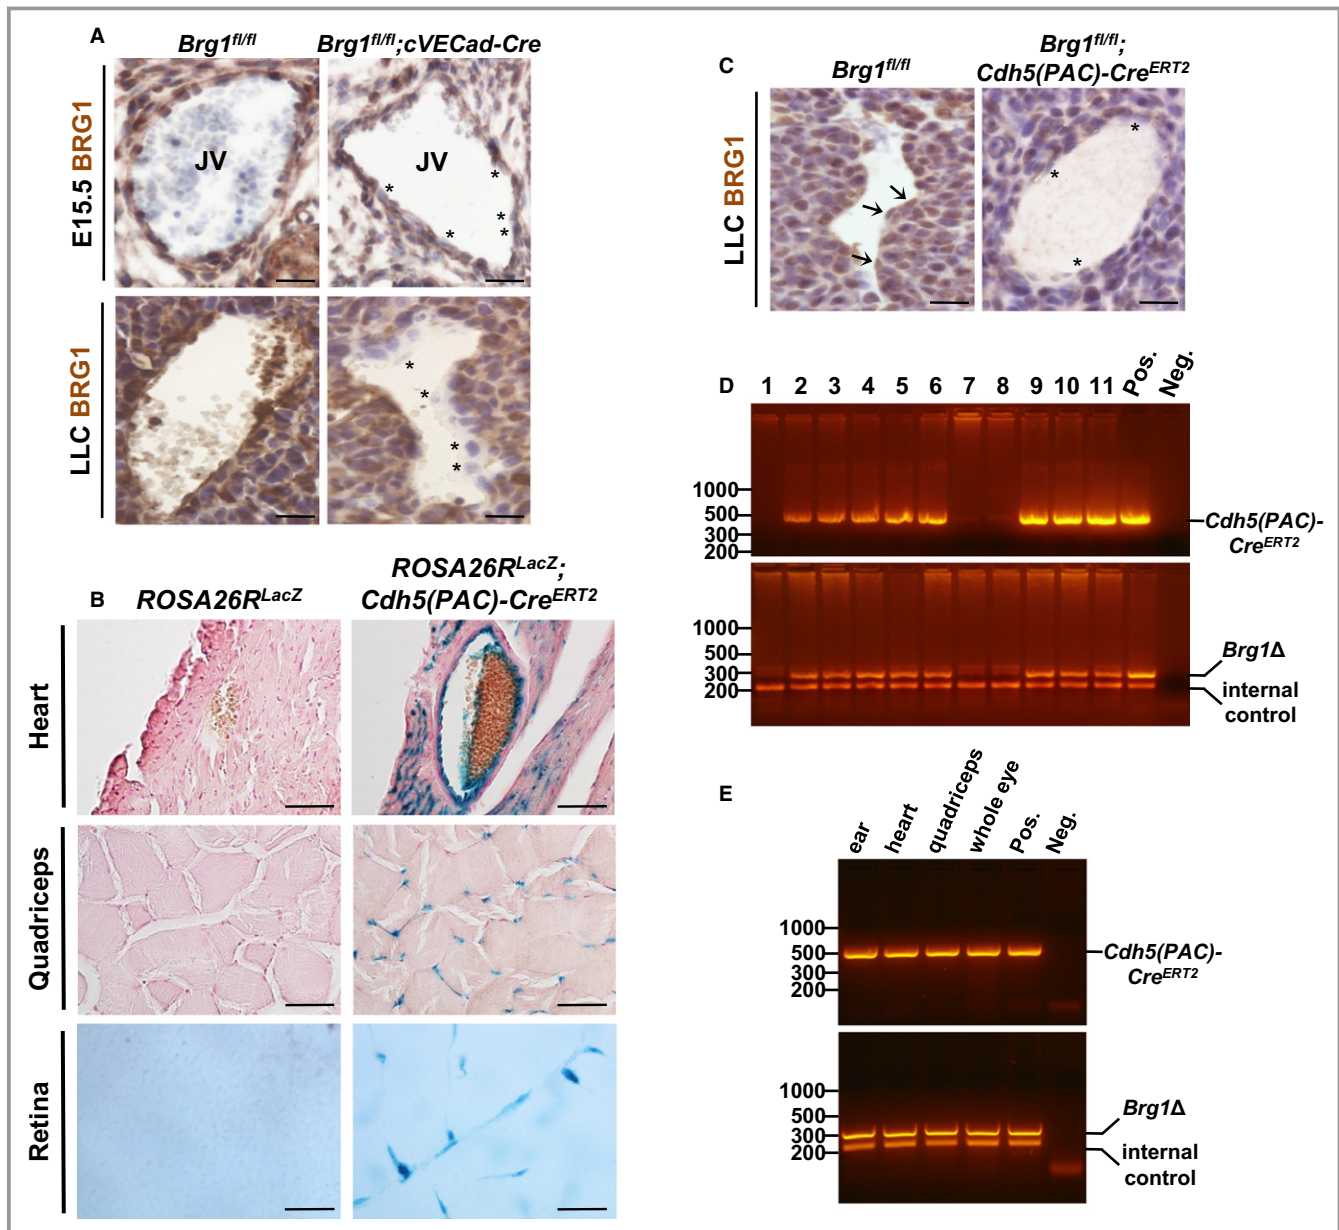 A
Brg1fl/fl
Brg1fl/fl;cVECad-Cre
E15.5 BRG1
JV
JV
*
*
*
*
*
LLC BRG1
*
*
*
*
B
ROSA26RLacZ
ROSA26RLacZ;
Cdh5(PAC)-CreERT2
Heart
Quadriceps
Retina
C
Brg1fl/fl
Brg1fl/fl;
Cdh5(PAC)-CreERT2
LLC BRG1
*
*
*
D
1 2 3 4 5 6 7 8 9 10 11 Pos. Neg.
1000
500
300
200
Cdh5(PAC)-
CreERT2
1000
500
300
200
Brg1Δ
internal
control
E
ear heart quadriceps whole eye Pos. Neg.
1000
500
300
200
Cdh5(PAC)-
CreERT2
1000
500
300
200
Brg1Δ
internal
control